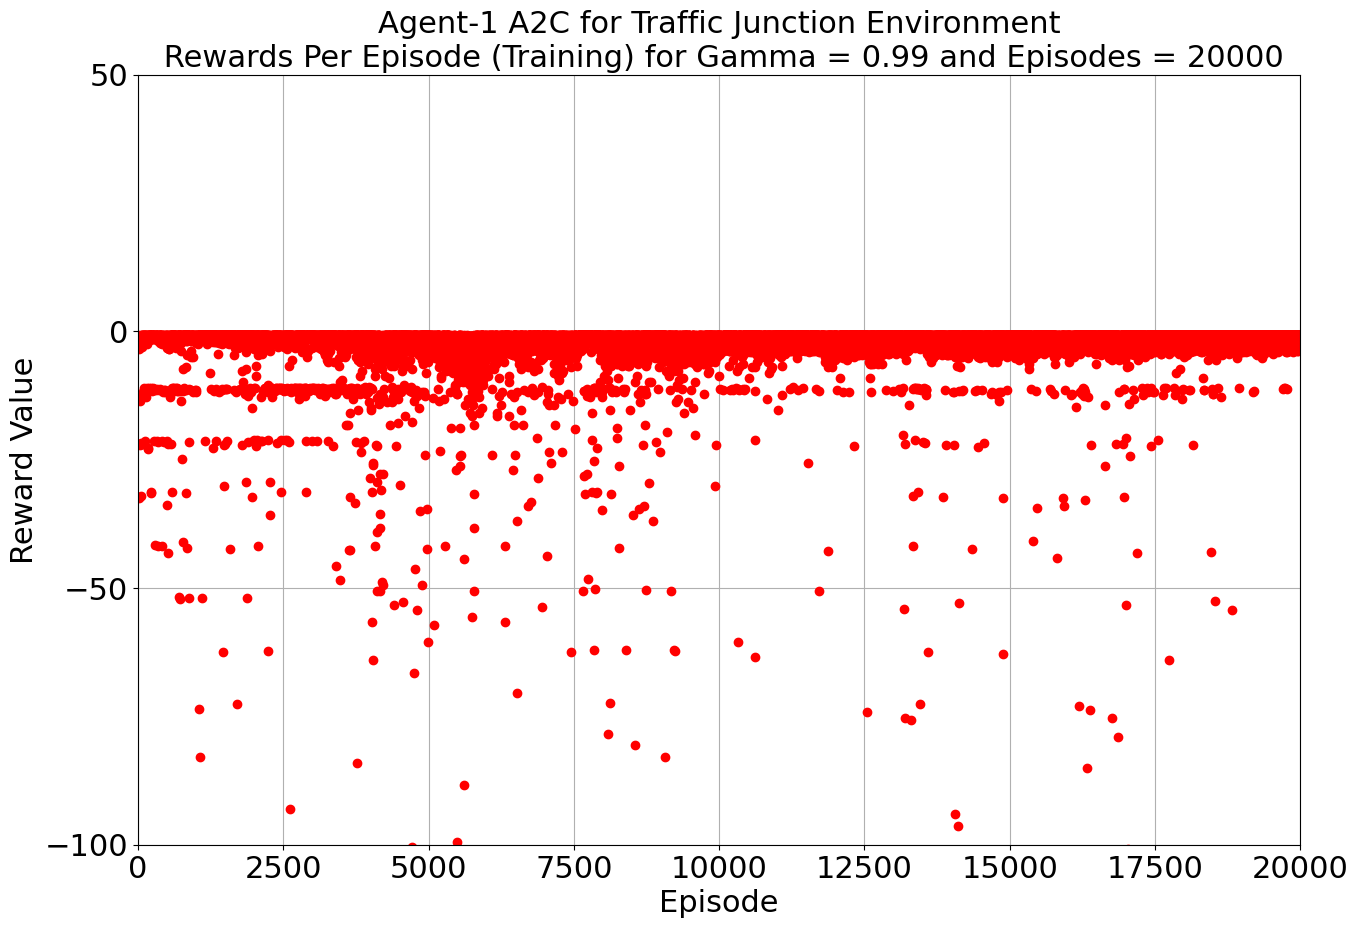 Agent-1 A2C for Traffic Junction Environment
Rewards Per Episode (Training) for Gamma = 0.99 and Episodes = 20000
50
0
−50
−100
Reward Value
0 2500 5000 7500 10000 12500 15000 17500 20000
Episode